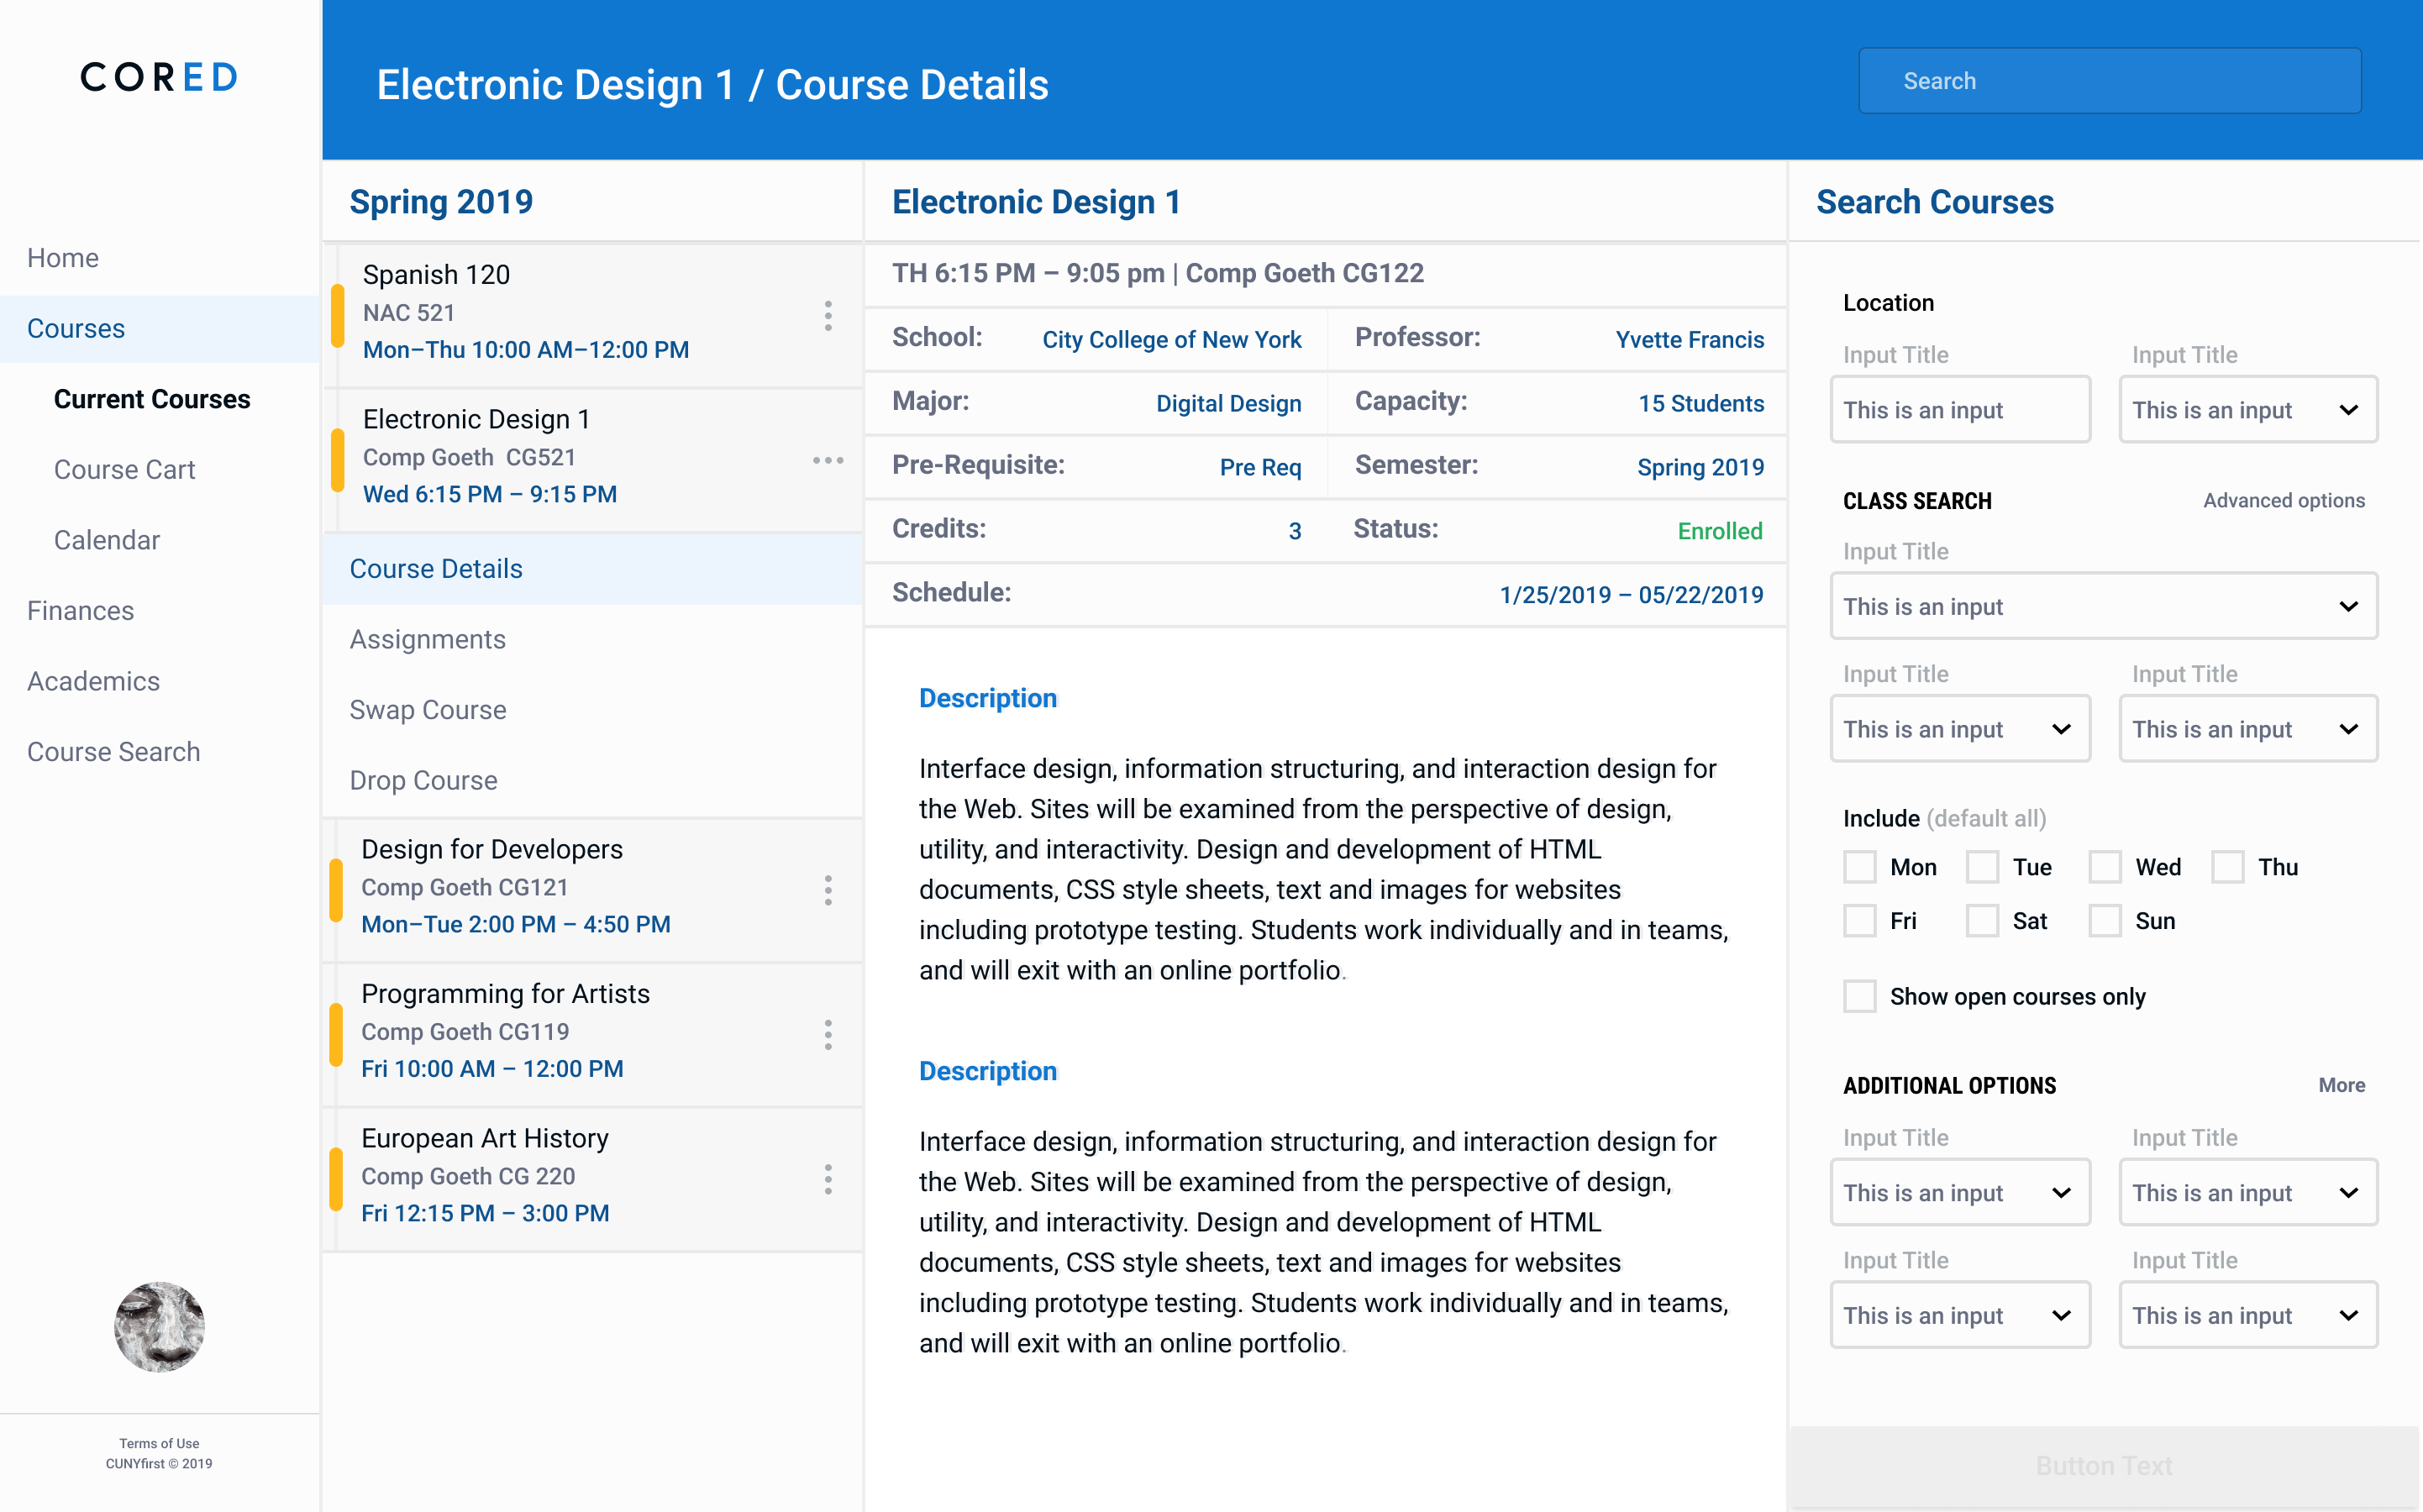 CORED
Home
Courses
Current Courses
Course Cart
Calendar
Finances
Academics
Course Search
Terms of Use
CUNYfirst © 2019
Electronic Design 1 / Course Details
Search
Spring 2019
Spanish 120
NAC 521
Mon–Thu 10:00 AM–12:00 PM
Electronic Design 1
Comp Goeth  CG521
Wed 6:15 PM – 9:15 PM
Course Details
Assignments
Swap Course
Drop Course
Design for Developers
Comp Goeth CG121
Mon–Tue 2:00 PM – 4:50 PM
Programming for Artists
Comp Goeth CG119
Fri 10:00 AM – 12:00 PM
European Art History
Comp Goeth CG 220
Fri 12:15 PM – 3:00 PM
Electronic Design 1
TH 6:15 PM – 9:05 pm | Comp Goeth CG122
School: City College of New York Professor: Yvette Francis
Major: Digital Design Capacity: 15 Students
Pre-Requisite: Pre Req Semester: Spring 2019
Credits: 3 Status: Enrolled
Schedule: 1/25/2019 – 05/22/2019
Description
Interface design, information structuring, and interaction design for
the Web. Sites will be examined from the perspective of design,
utility, and interactivity. Design and development of HTML
documents, CSS style sheets, text and images for websites
including prototype testing. Students work individually and in teams,
and will exit with an online portfolio.
Description
Interface design, information structuring, and interaction design for
the Web. Sites will be examined from the perspective of design,
utility, and interactivity. Design and development of HTML
documents, CSS style sheets, text and images for websites
including prototype testing. Students work individually and in teams,
and will exit with an online portfolio.
Search Courses
Location
Input Title Input Title
This is an input This is an input
CLASS SEARCH Advanced options
Input Title
This is an input
Input Title Input Title
This is an input This is an input
Include (default all)
Mon Tue Wed Thu
Fri Sat Sun
Show open courses only
ADDITIONAL OPTIONS More
Input Title Input Title
This is an input This is an input
Input Title Input Title
This is an input This is an input
Button Text